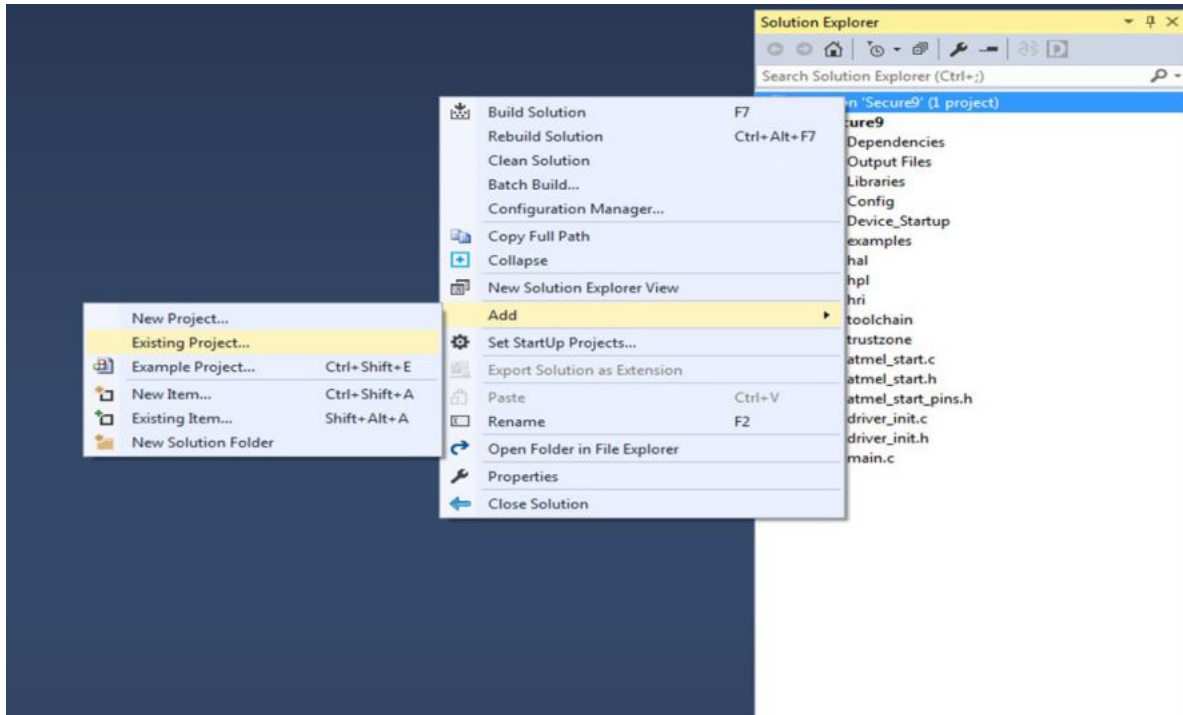 Solution Explorer
Search Solution Explorer (Ctrl+;)
n 'Secure9' (1 project)
cure9
Dependencies
Output Files
Libraries
Config
Device_Startup
examples
hal
hpl
hri
toolchain
trustzone
atmel_start.c
atmel_start.h
atmel_start_pins.h
driver_init.c
driver_init.h
main.c
Build Solution F7
Rebuild Solution Ctrl+Alt+F7
Clean Solution
Batch Build...
Configuration Manager...
Copy Full Path
Collapse
New Solution Explorer View
Add
Set StartUp Projects...
Export Solution as Extension
Paste Ctrl+V
Rename F2
Open Folder in File Explorer
Properties
Close Solution
New Project...
Existing Project...
Example Project... Ctrl+Shift+E
New Item... Ctrl+Shift+A
Existing Item... Shift+Alt+A
New Solution Folder